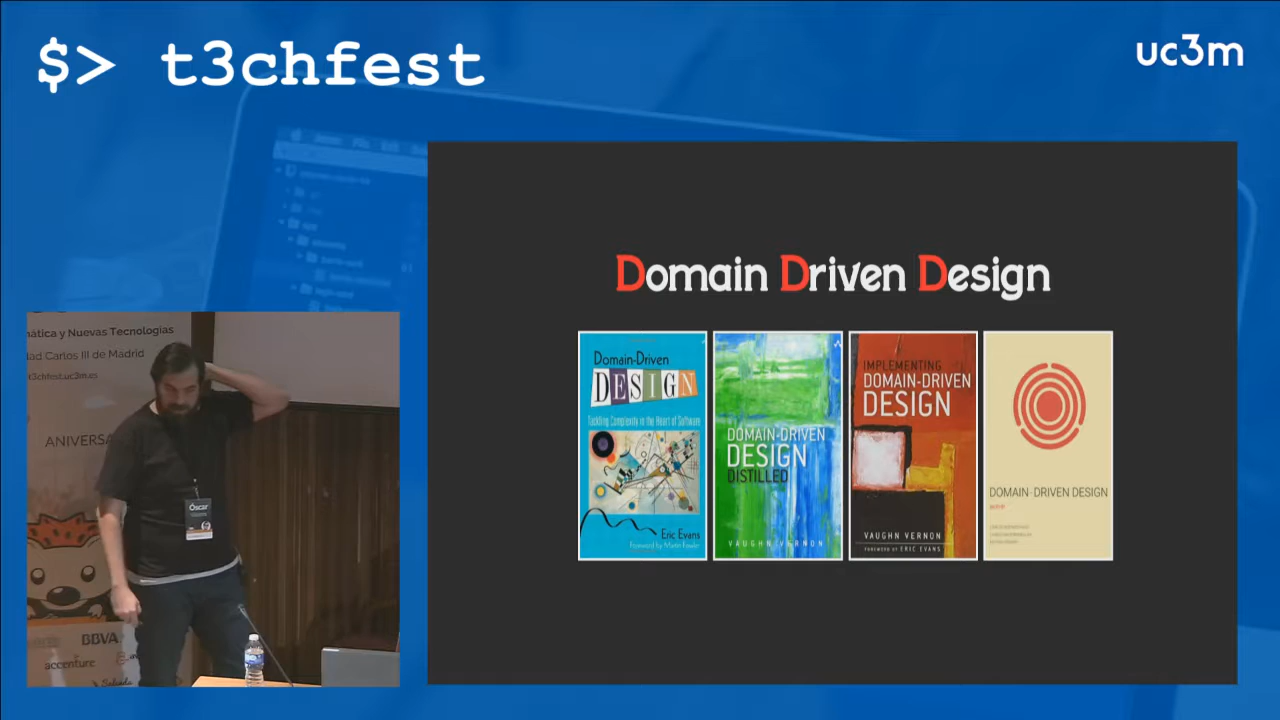 $> t3chfest
uc3m
Domain Driven Design
Domain-Driven
DESIGN
Tackling Complexity in the Heart of Software
Eric Evans
Foreword by Martin Fowler
DOMAIN-DRIVEN
DESIGN
DISTILLED
VAUGHN VERNON
IMPLEMENTING
DOMAIN-DRIVEN
DESIGN
VAUGHN VERNON
FOREWORD BY ERIC EVANS
DOMAIN-DRIVEN DESIGN
mática y Nuevas Tecnologías
dad Carlos III de Madrid
t3chfest.uc3m.es
ANIVERSA
Óscar
BBVA
accenture